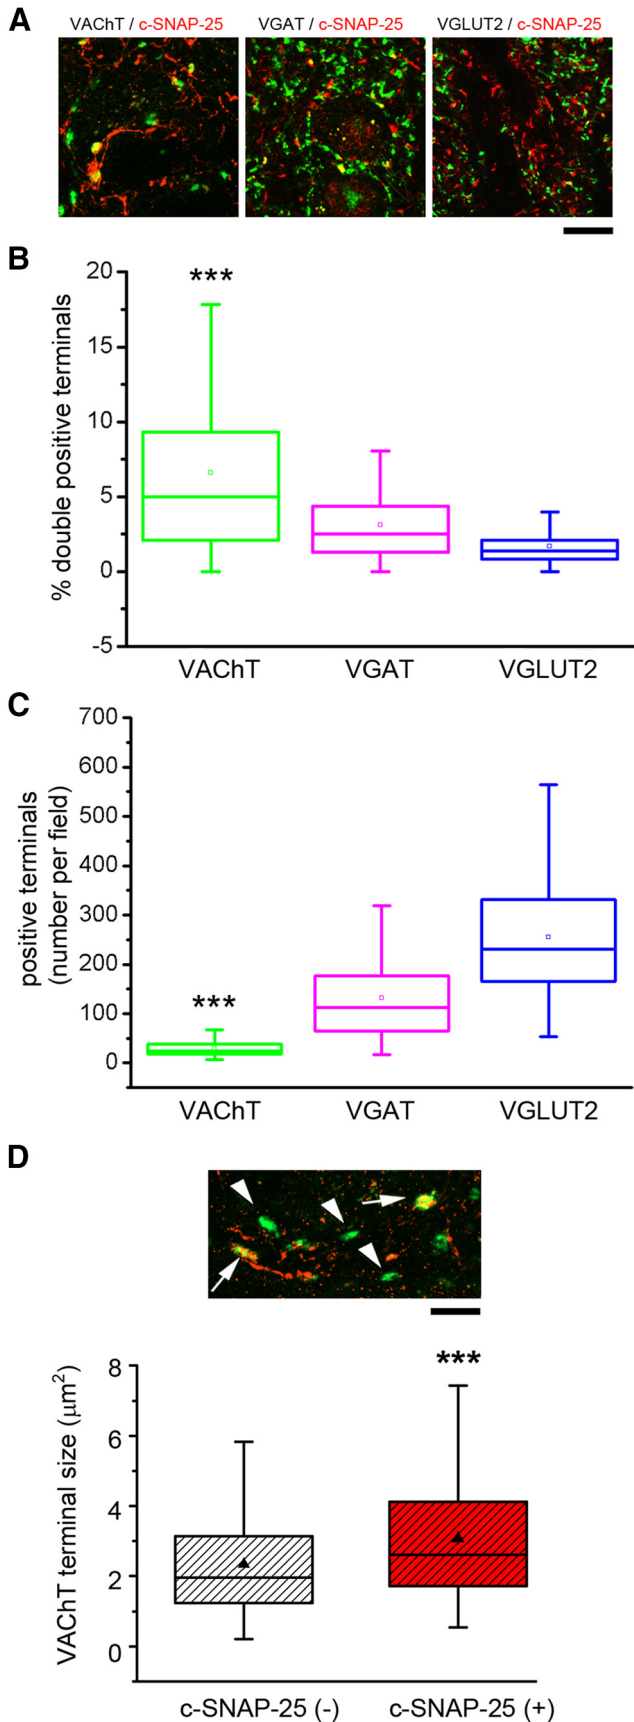 A
VAChT / c-SNAP-25
VGAT / c-SNAP-25
VGLUT2 / c-SNAP-25
B
***
% double positive terminals
20
15
10
5
0
-5
VAChT
VGAT
VGLUT2
C
***
positive terminals
(number per field)
700
600
500
400
300
200
100
0
VAChT
VGAT
VGLUT2
D
***
VAChT terminal size (μm²)
8
6
4
2
0
c-SNAP-25 (-)
c-SNAP-25 (+)